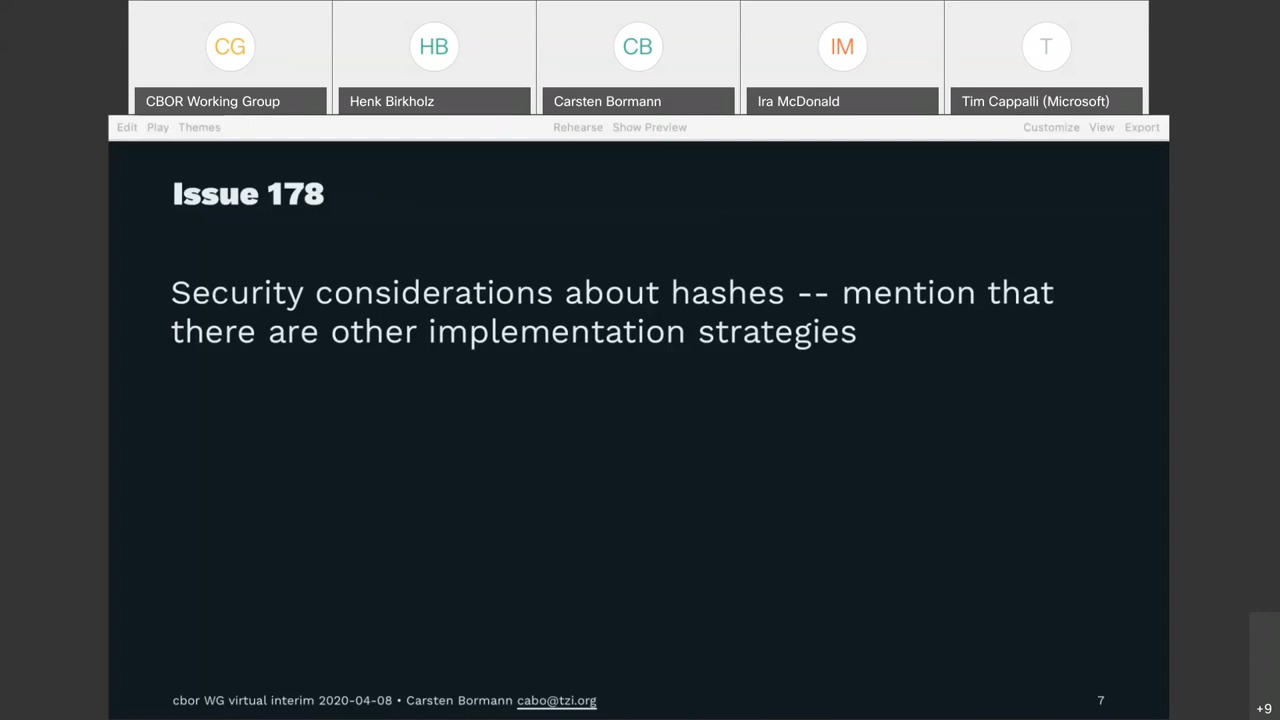 CG HB CB IM T
CBOR Working Group Henk Birkholz Carsten Bormann Ira McDonald Tim Cappalli (Microsoft)
Edit Play Themes Rehearse Show Preview Customize View Export
Issue 178
Security considerations about hashes -- mention that
there are other implementation strategies
cbor WG virtual interim 2020-04-08 • Carsten Bormann cabo@tzi.org 7
+9